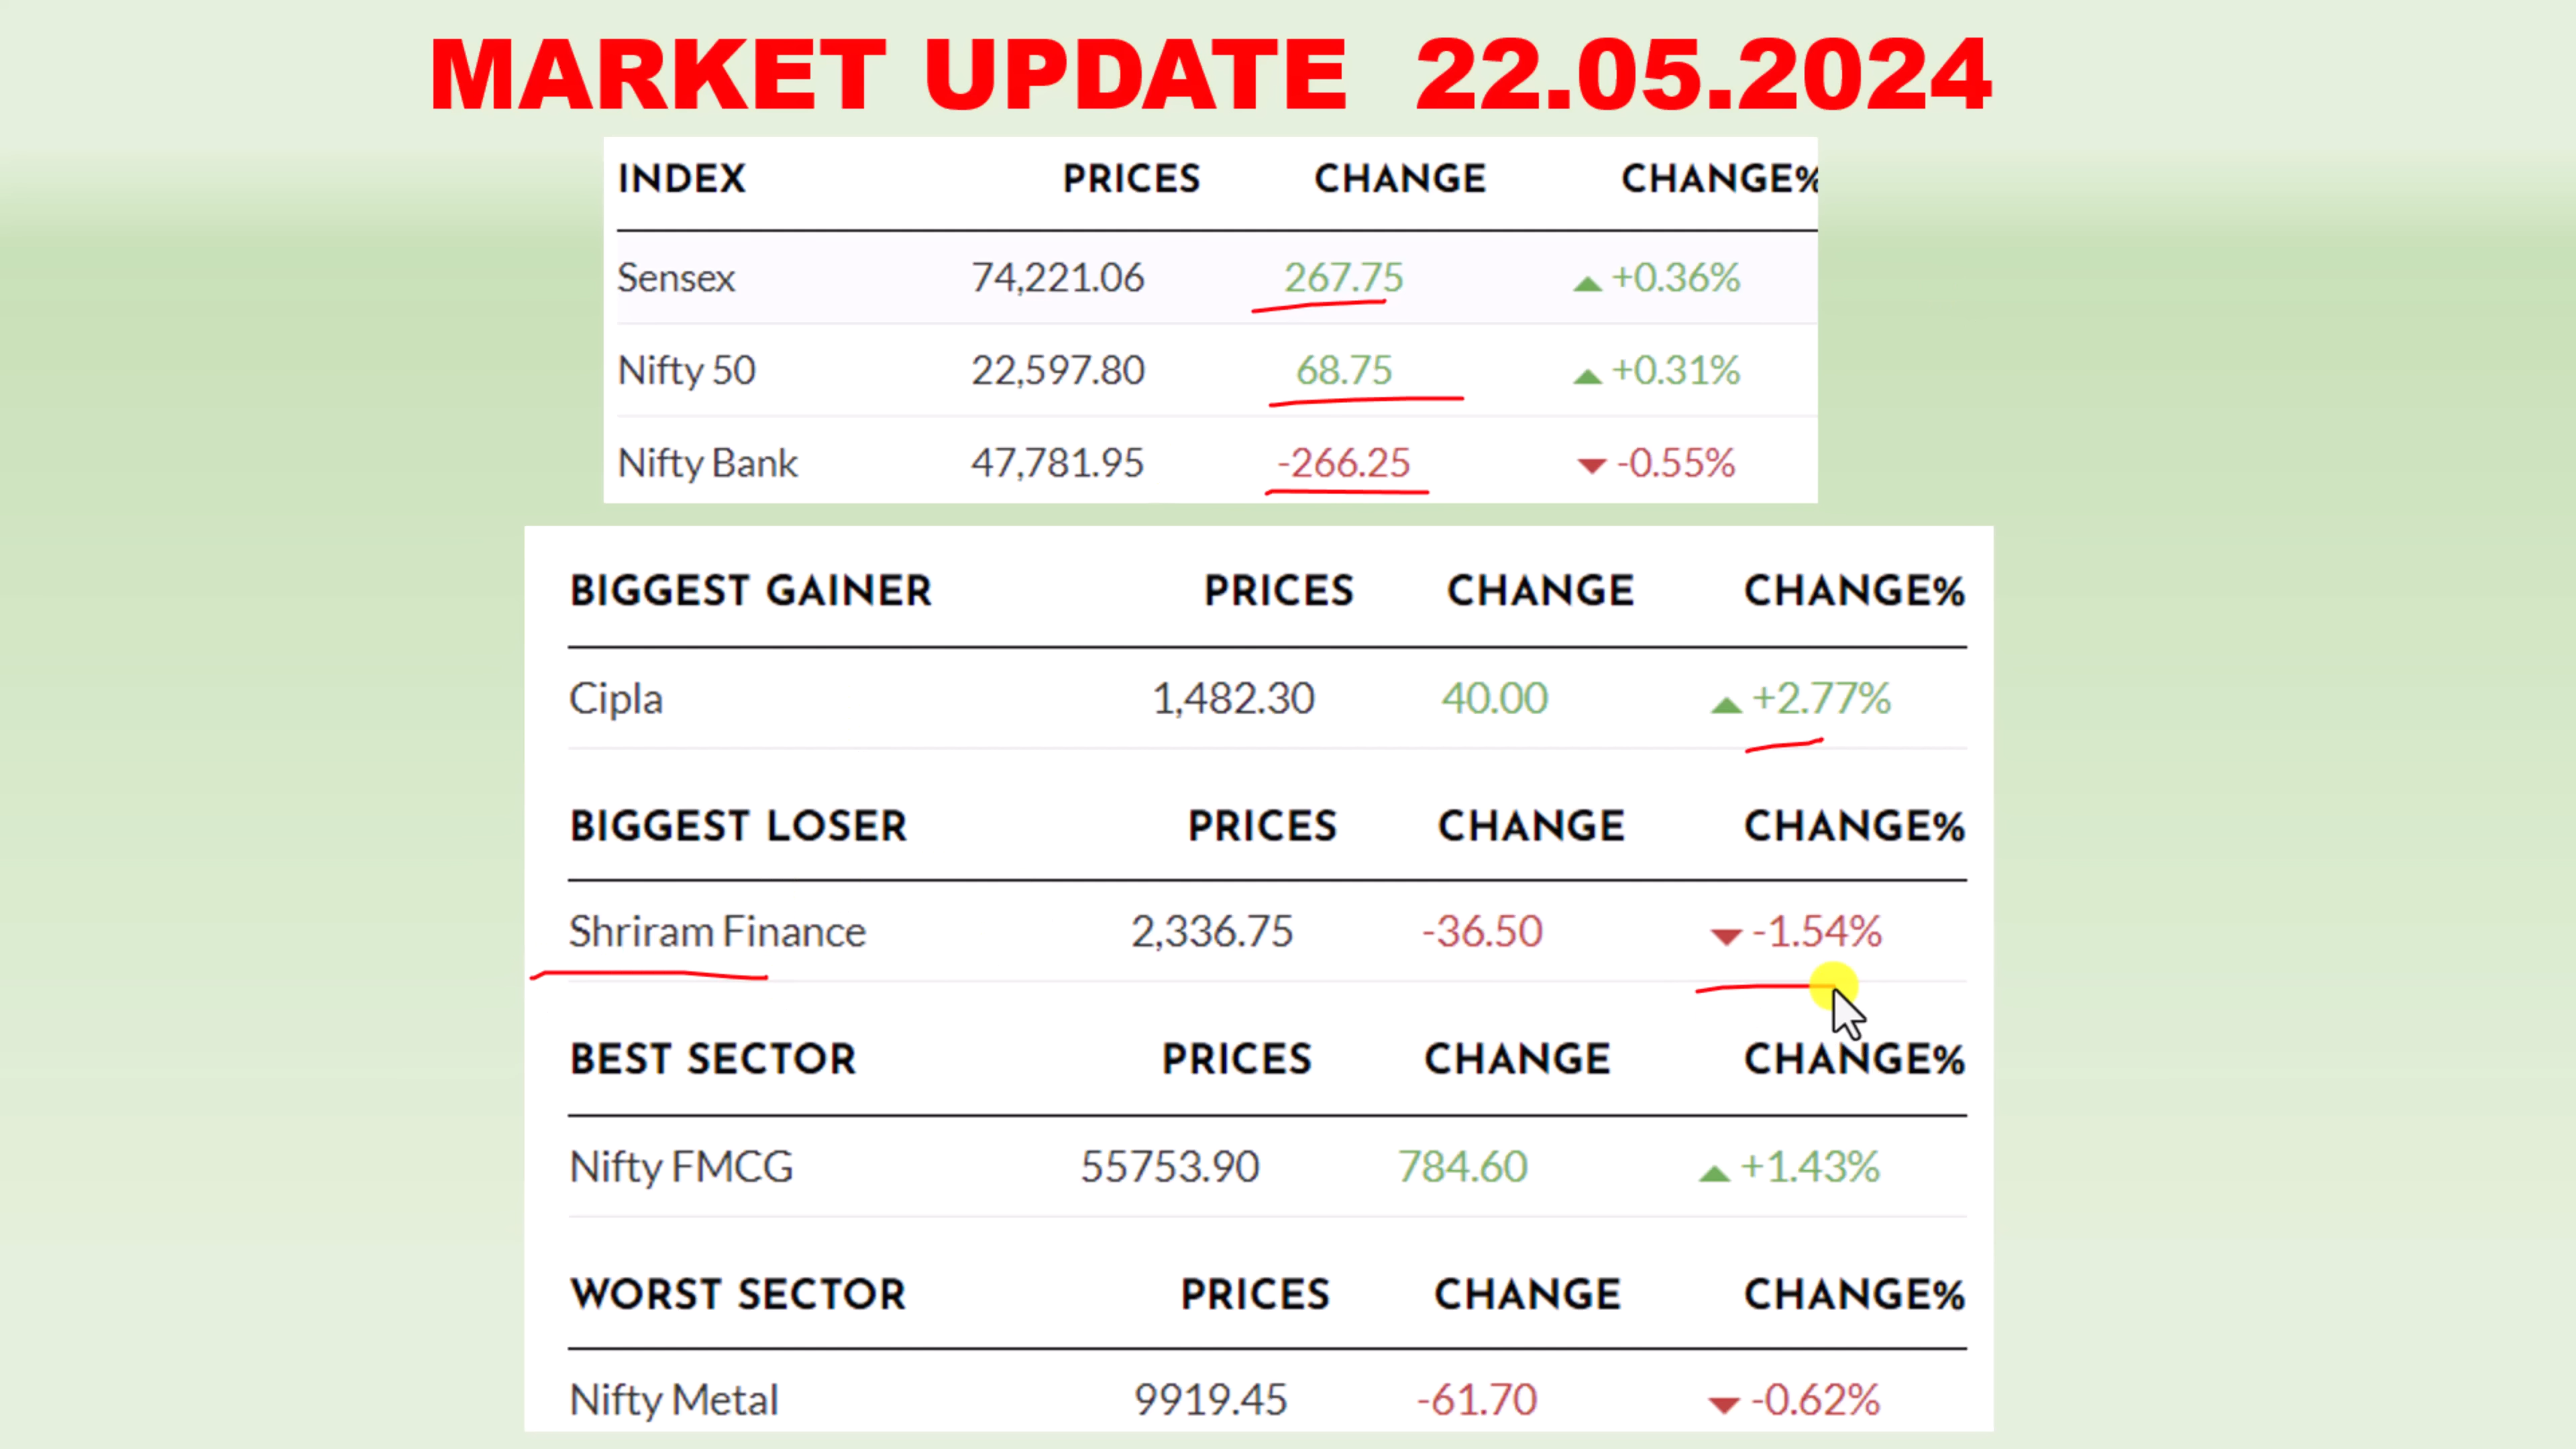 MARKET UPDATE 22.05.2024
INDEX PRICES CHANGE CHANGE%
Sensex 74,221.06 267.75 +0.36%
Nifty 50 22,597.80 68.75 +0.31%
Nifty Bank 47,781.95 -266.25 -0.55%
BIGGEST GAINER PRICES CHANGE CHANGE%
Cipla 1,482.30 40.00 +2.77%
BIGGEST LOSER PRICES CHANGE CHANGE%
Shriram Finance 2,336.75 -36.50 -1.54%
BEST SECTOR PRICES CHANGE CHANGE%
Nifty FMCG 55753.90 784.60 +1.43%
WORST SECTOR PRICES CHANGE CHANGE%
Nifty Metal 9919.45 -61.70 -0.62%